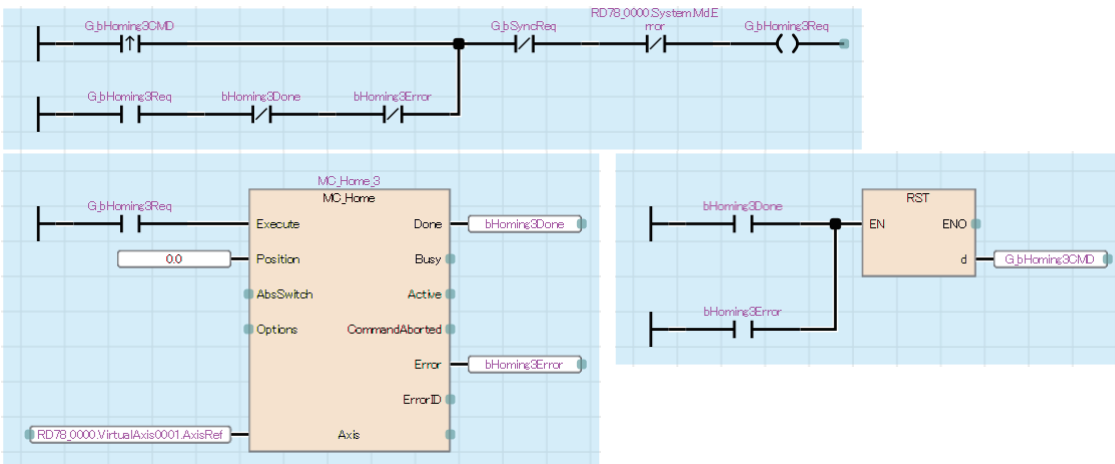 G_bHoming3CMD
G_bSyncReq
RD78_0000.System.Md.E
rror
G_bHoming3Req
G_bHoming3Req
bHoming3Done
bHoming3Error
MC_Home_3
MC_Home
G_bHoming3Req
Execute
Done
bHoming3Done
0.0
Position
Busy
AbsSwitch
Active
Options
CommandAborted
Error
bHoming3Error
ErrorID
RD78_0000.VirtualAxis0001.AxisRef
Axis
bHoming3Done
RST
EN
ENO
d
G_bHoming3CMD
bHoming3Error